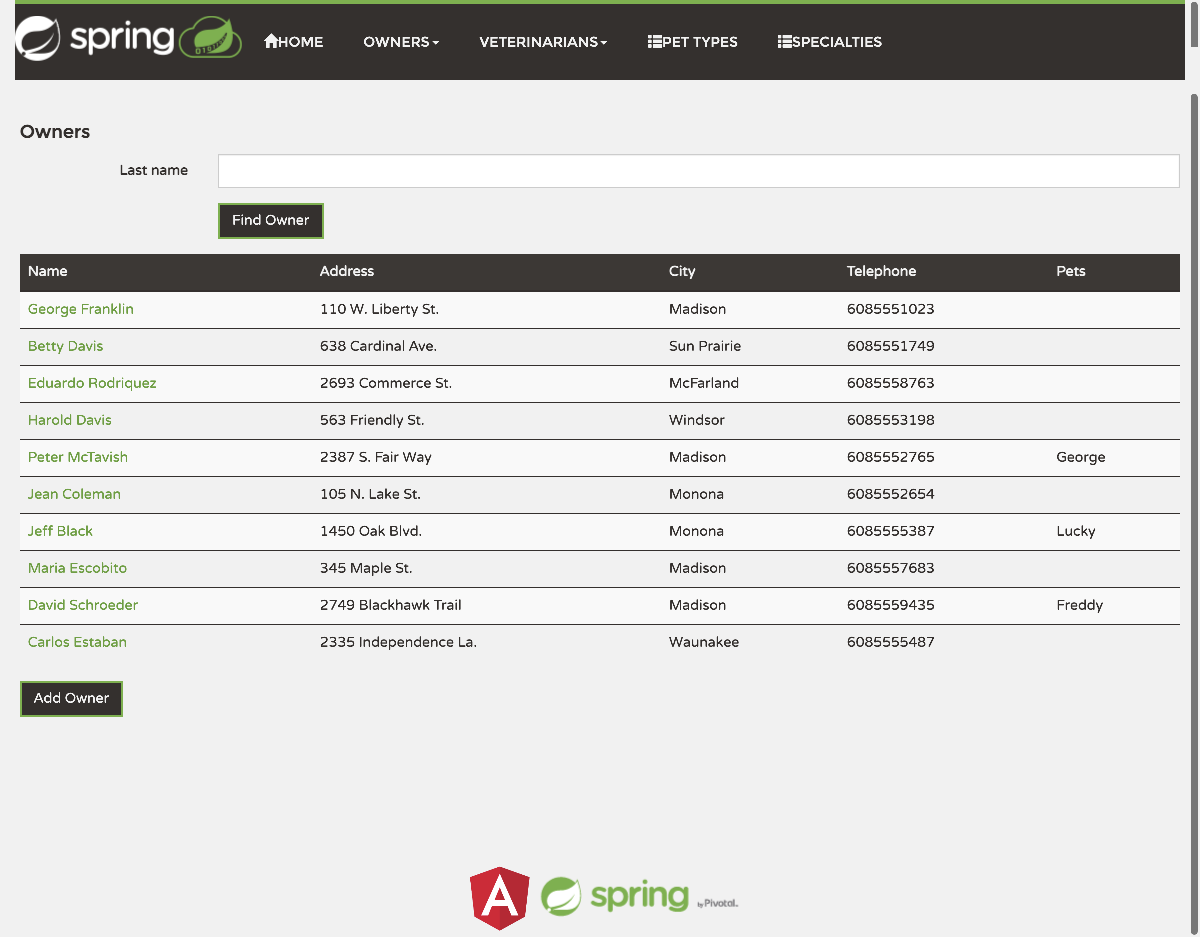 spring HOME OWNERS VETERINARIANS PET TYPES SPECIALTIES
Owners
Last name
Find Owner
Name Address City Telephone Pets
George Franklin 110 W. Liberty St. Madison 6085551023
Betty Davis 638 Cardinal Ave. Sun Prairie 6085551749
Eduardo Rodriquez 2693 Commerce St. McFarland 6085558763
Harold Davis 563 Friendly St. Windsor 6085553198
Peter McTavish 2387 S. Fair Way Madison 6085552765 George
Jean Coleman 105 N. Lake St. Monona 6085552654
Jeff Black 1450 Oak Blvd. Monona 6085555387 Lucky
Maria Escobito 345 Maple St. Madison 6085557683
David Schroeder 2749 Blackhawk Trail Madison 6085559435 Freddy
Carlos Estaban 2335 Independence La. Waunakee 6085555487
Add Owner
A spring by Pivotal.